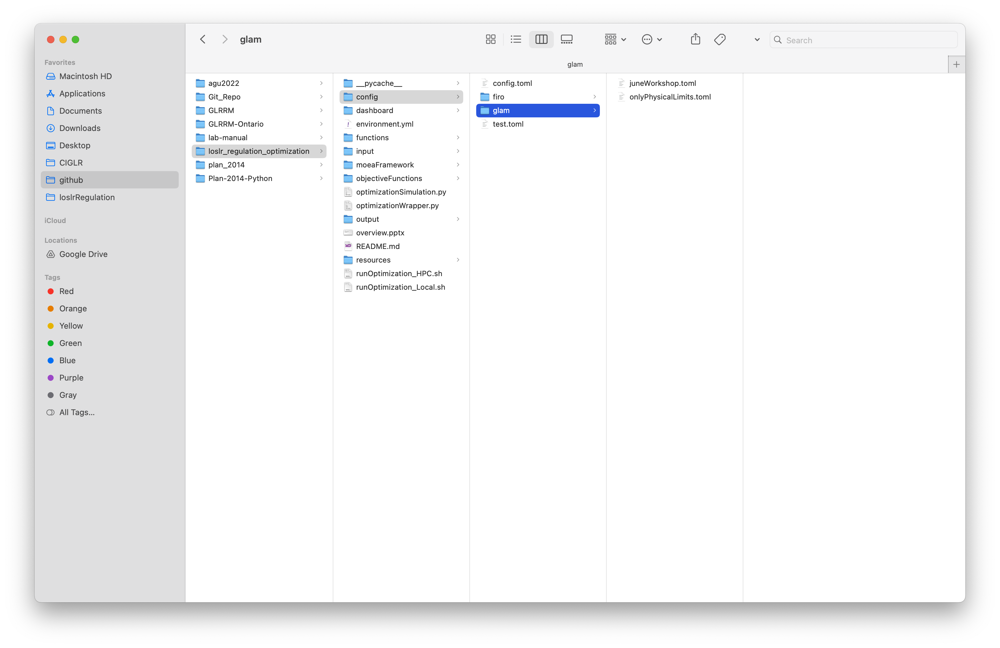 glam
Search
glam
Favorites
Macintosh HD
Applications
Documents
Downloads
Desktop
CIGLR
github
loslrRegulation
iCloud
Locations
Google Drive
Tags
Red
Orange
Yellow
Green
Blue
Purple
Gray
All Tags...
agu2022
Git_Repo
GLRRM
GLRRM-Ontario
lab-manual
loslr_regulation_optimization
plan_2014
Plan-2014-Python
__pycache__
config
dashboard
environment.yml
functions
input
moeaFramework
objectiveFunctions
optimizationSimulation.py
optimizationWrapper.py
output
overview.pptx
MD README.md
resources
runOptimization_HPC.sh
runOptimization_Local.sh
config.toml
firo
glam
test.toml
juneWorkshop.toml
onlyPhysicalLimits.toml